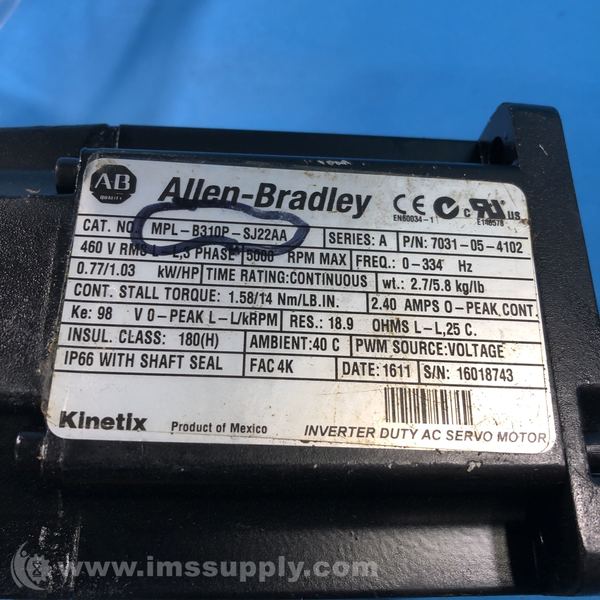 AB
QUALITY
Allen-Bradley
CE
EN60034-1
C
c US
E146578
CAT. NO. MPL-B310P-SJ22AA SERIES: A P/N: 7031-05-4102
460 V RMS L-L,3 PHASE 5000 RPM MAX FREQ.: 0-334 Hz
0.77/1.03 kW/HP TIME RATING:CONTINUOUS wt.: 2.7/5.8 kg/lb
CONT. STALL TORQUE: 1.58/14 Nm/LB.IN. 2.40 AMPS O-PEAK CONT.
Ke: 98 V 0-PEAK L-L/kRPM RES.: 18.9 OHMS L-L,25 C.
INSUL. CLASS: 180(H) AMBIENT:40 C PWM SOURCE:VOLTAGE
IP66 WITH SHAFT SEAL FAC 4K DATE: 1611 S/N: 16018743
Kinetix Product of Mexico INVERTER DUTY AC SERVO MOTOR
www.imssupply.com